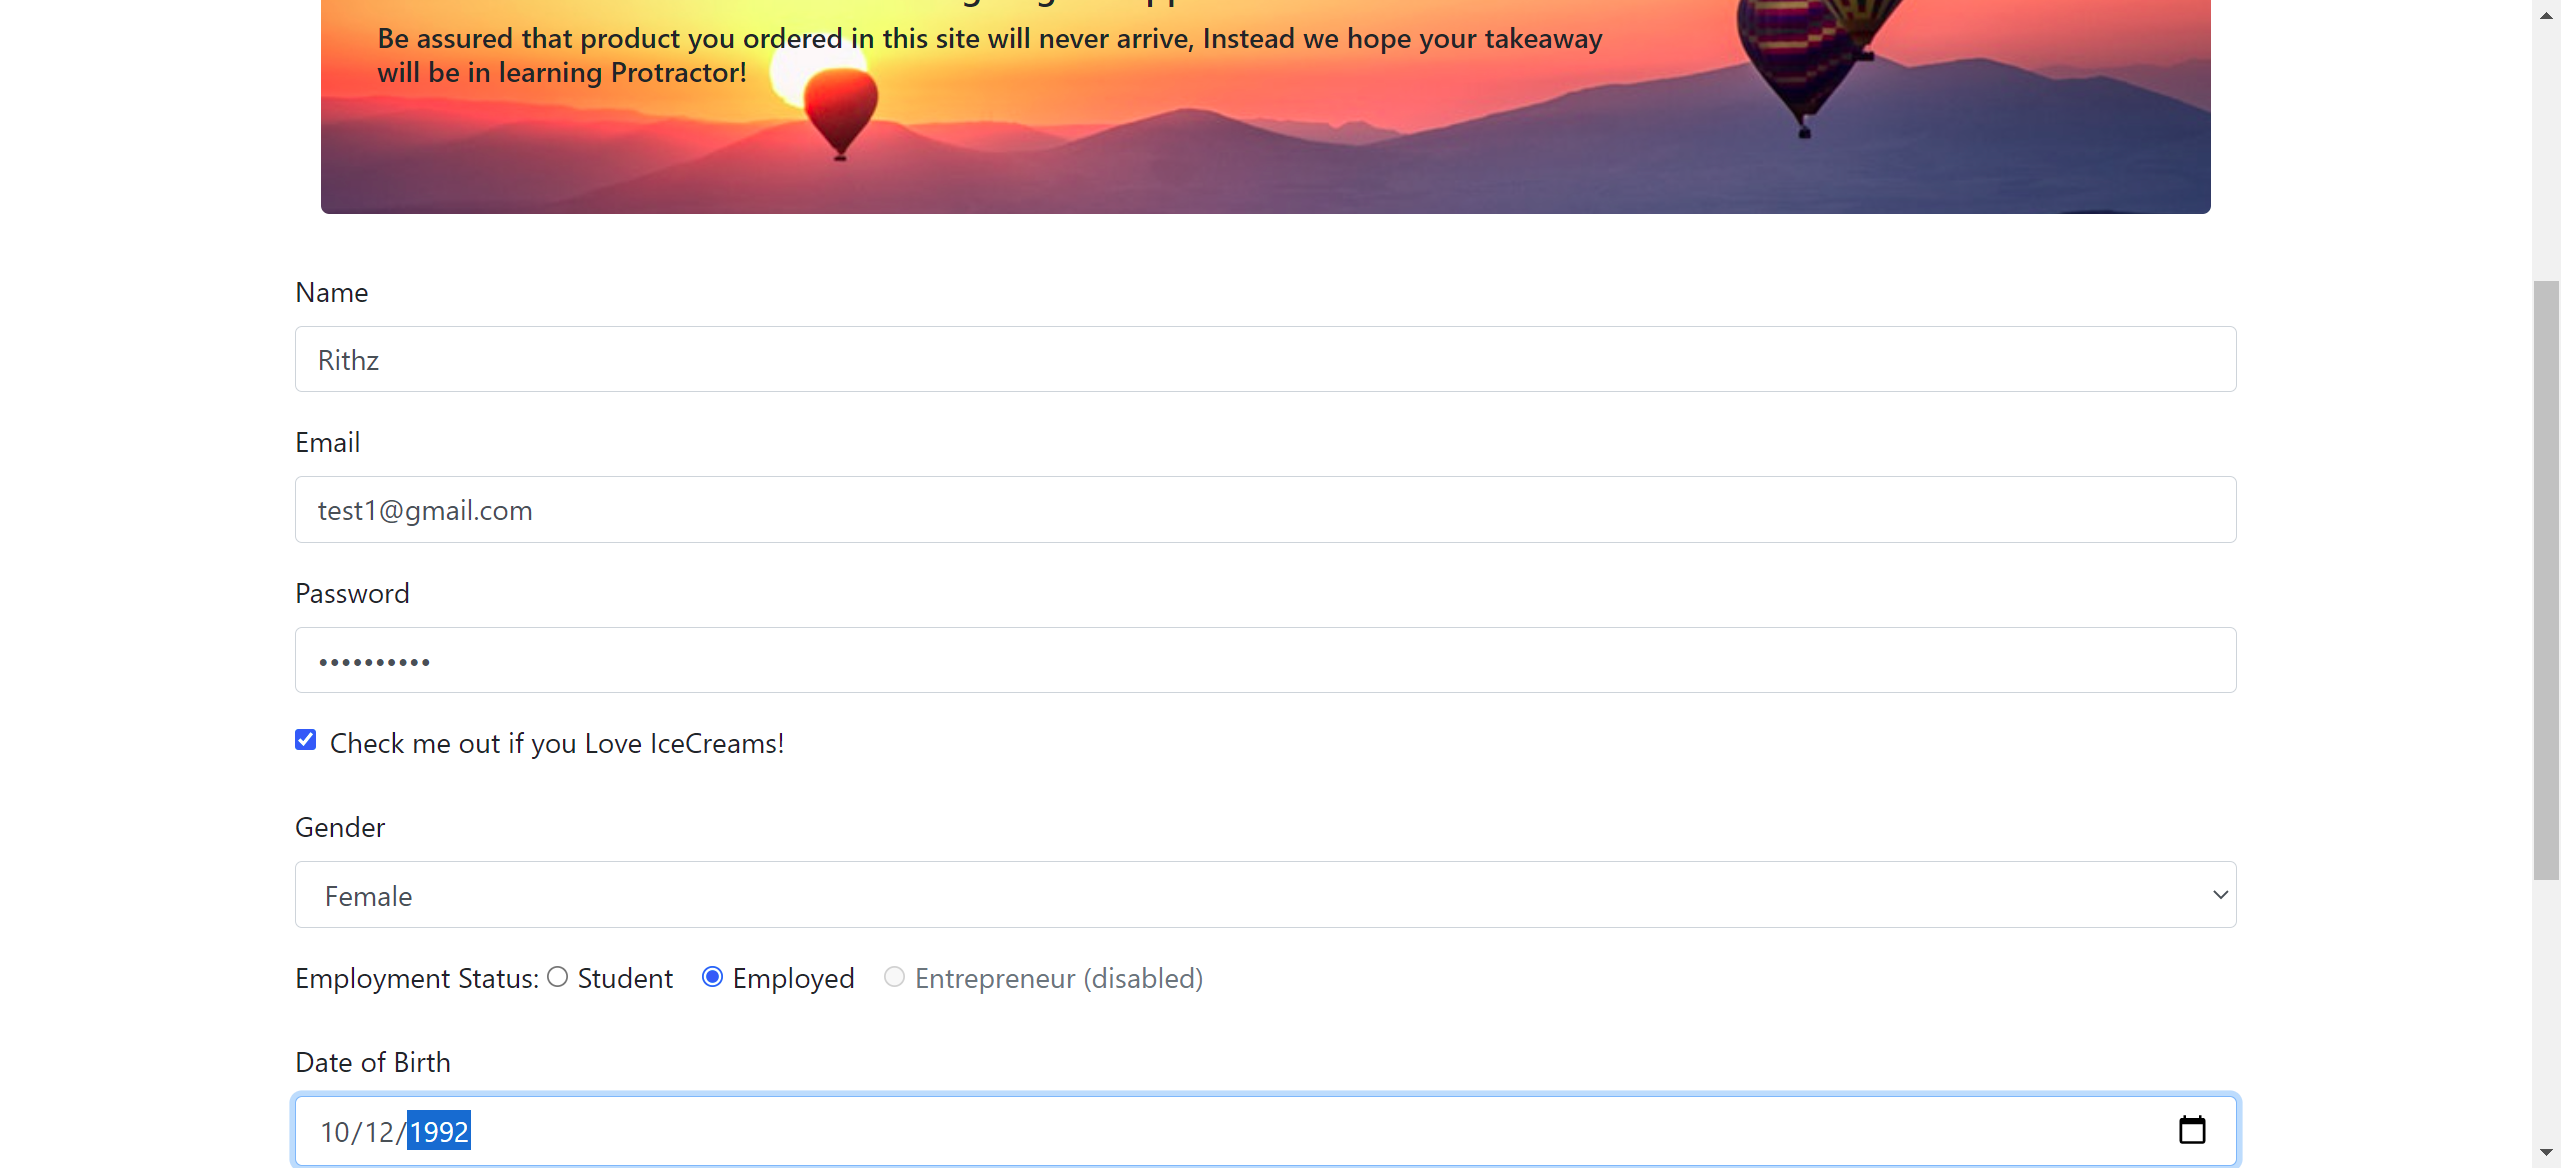 Be assured that product you ordered in this site will never arrive, Instead we hope your takeaway
will be in learning Protractor!
Name
Rithz
Email
test1@gmail.com
Password
••••••••••
Check me out if you Love IceCreams!
Gender
Female
Employment Status: Student Employed Entrepreneur (disabled)
Date of Birth
10/12/1992